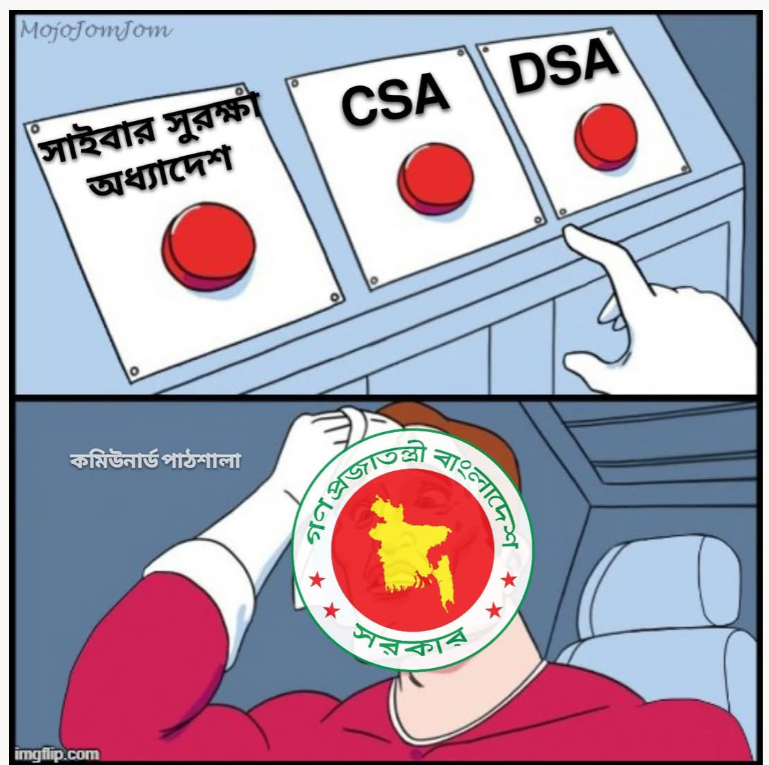 MojoJomJom
সাইবার সুরক্ষা
অধ্যাদেশ
CSA
DSA
কমিউনার্ড পাঠশালা
গণপ্রজাতন্ত্রী বাংলাদেশ
সরকার
imgflip.com